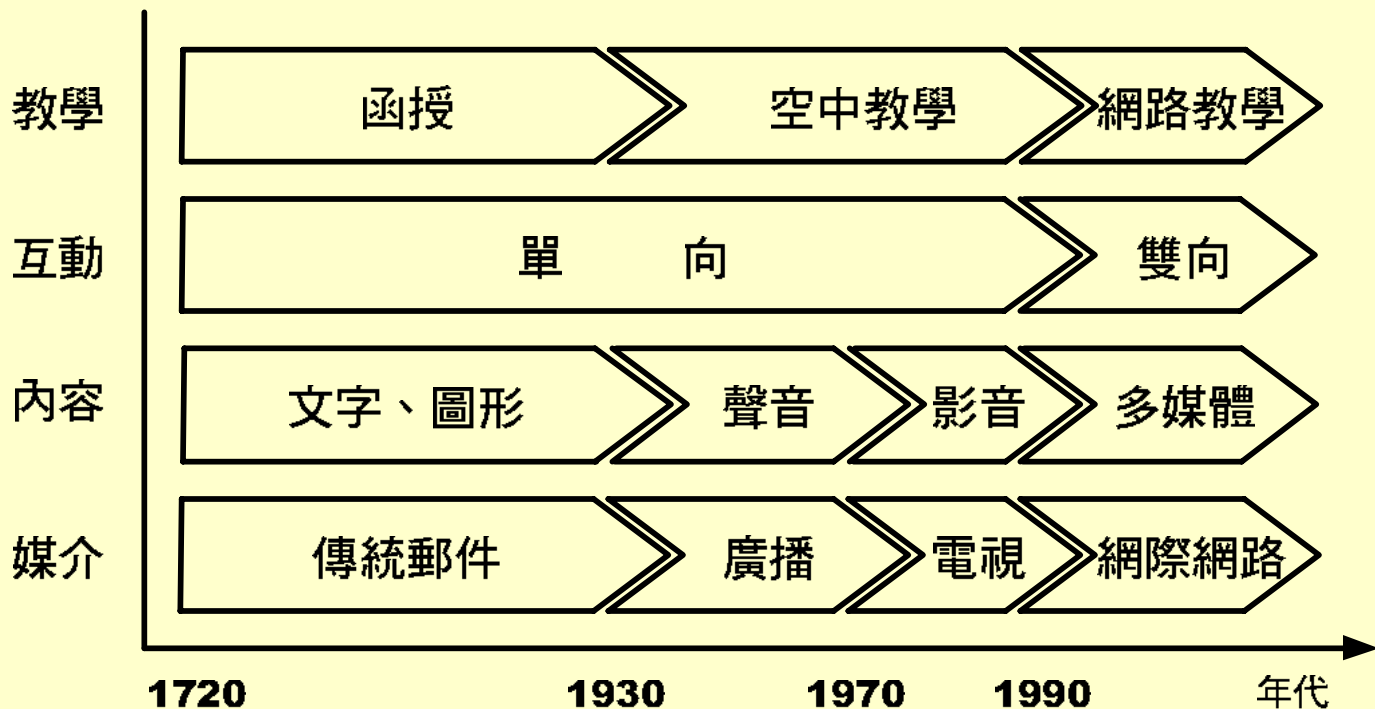 教學 函授 空中教學 網路教學
互動 單 向 雙向
內容 文字、圖形 聲音 影音 多媒體
媒介 傳統郵件 廣播 電視 網際網路
1720 1930 1970 1990 年代